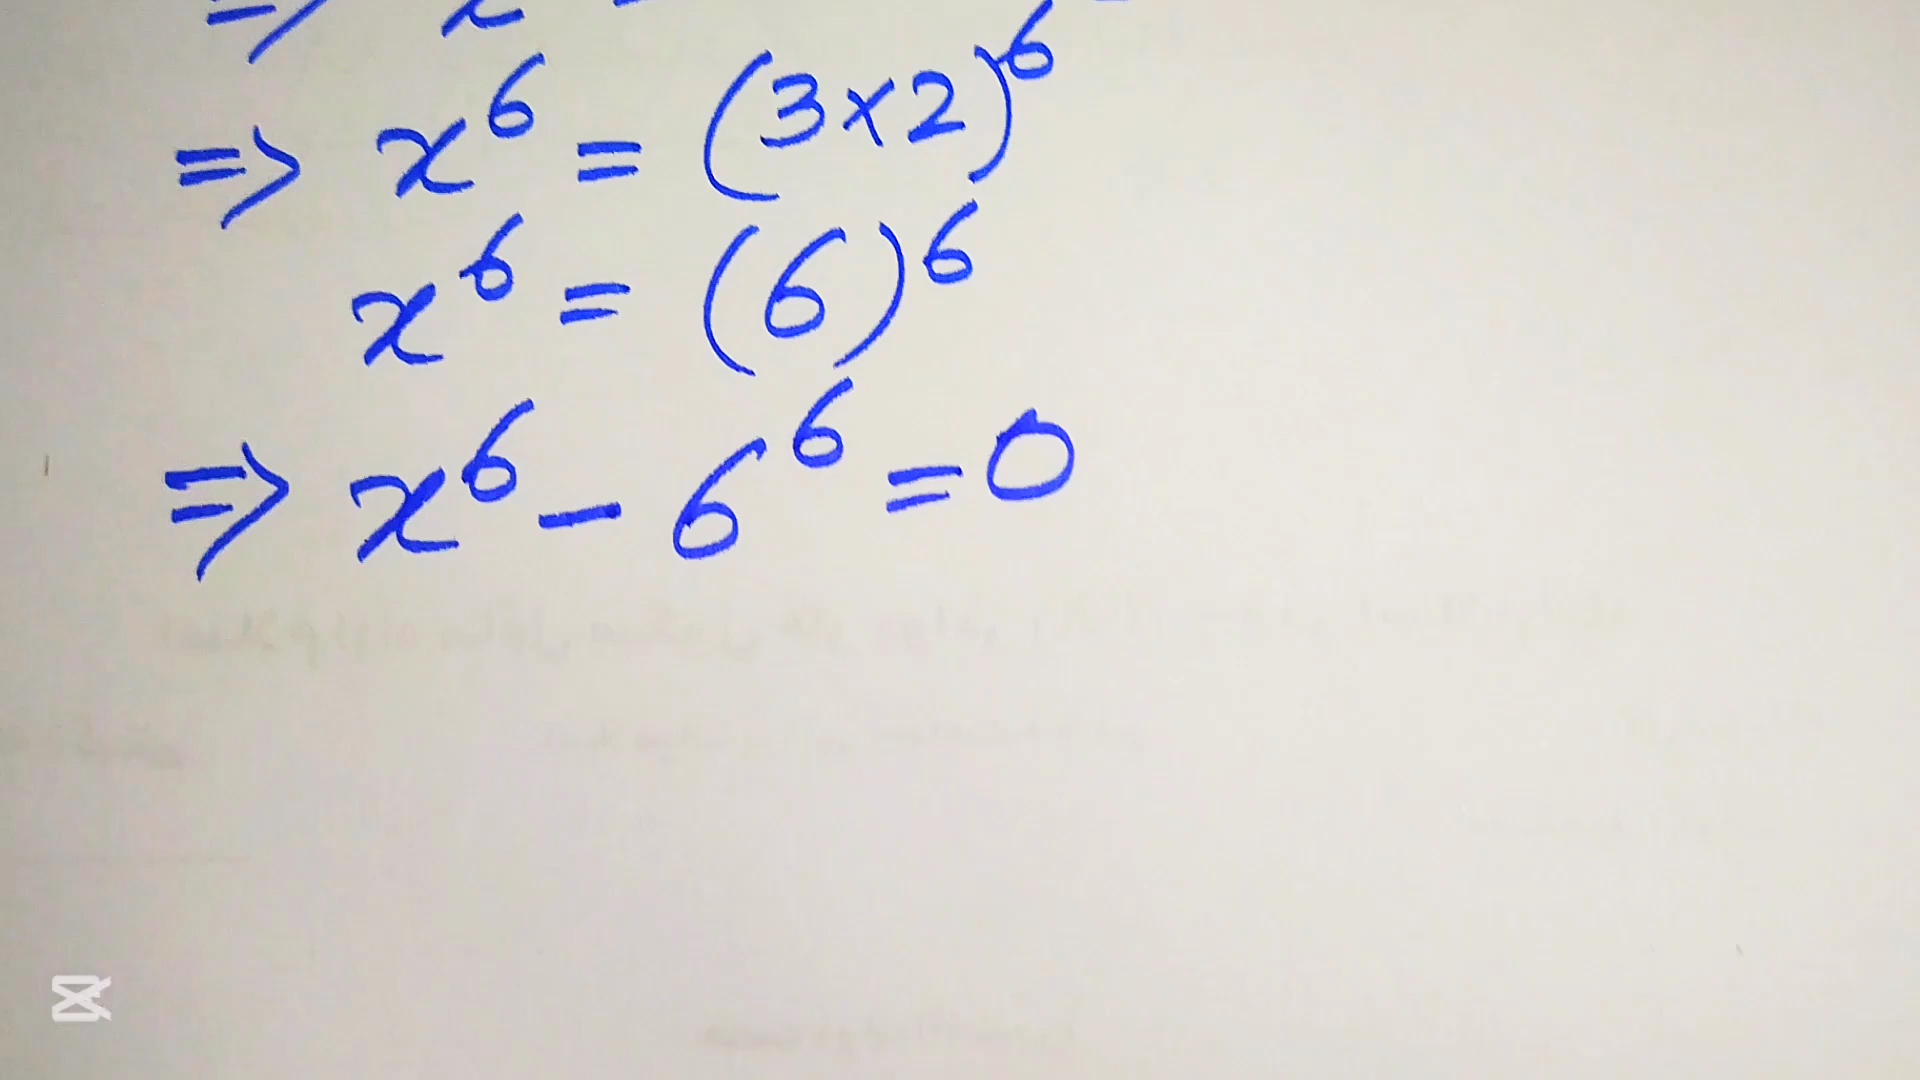 ⇒ x
⇒ x⁶ = (3×2)⁶
x⁶ = (6)⁶
⇒ x⁶ - 6⁶ = 0